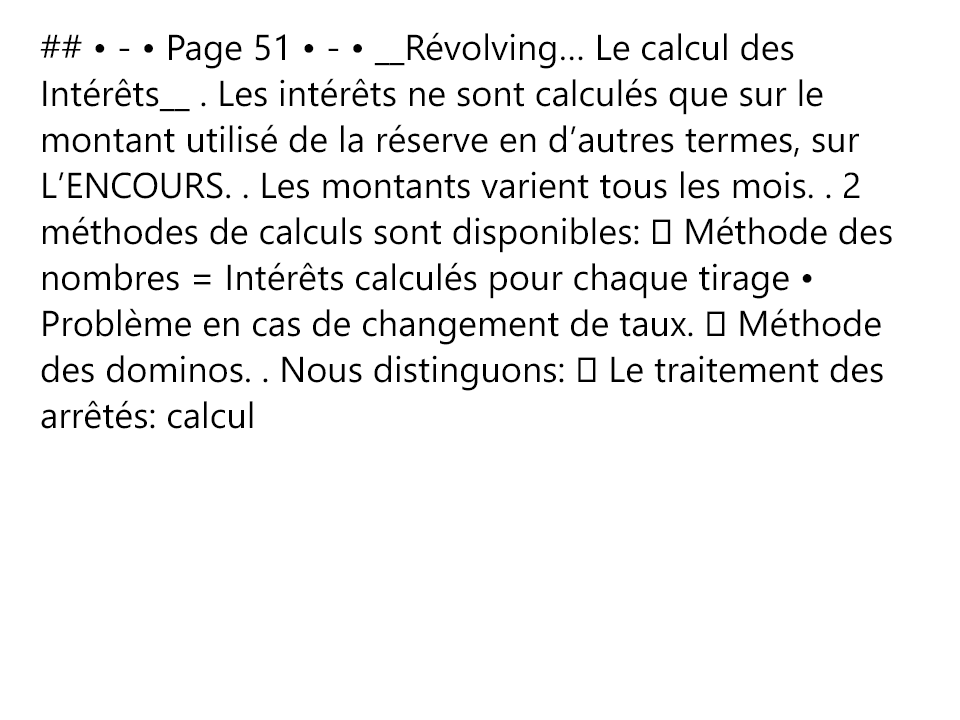 ## • - • Page 51 • - • __Révolving… Le calcul des
Intérêts__ . Les intérêts ne sont calculés que sur le
montant utilisé de la réserve en d’autres termes, sur
L’ENCOURS. . Les montants varient tous les mois. . 2
méthodes de calculs sont disponibles:  Méthode des
nombres = Intérêts calculés pour chaque tirage •
Problème en cas de changement de taux.  Méthode
des dominos. . Nous distinguons:  Le traitement des
arrêtés: calcul